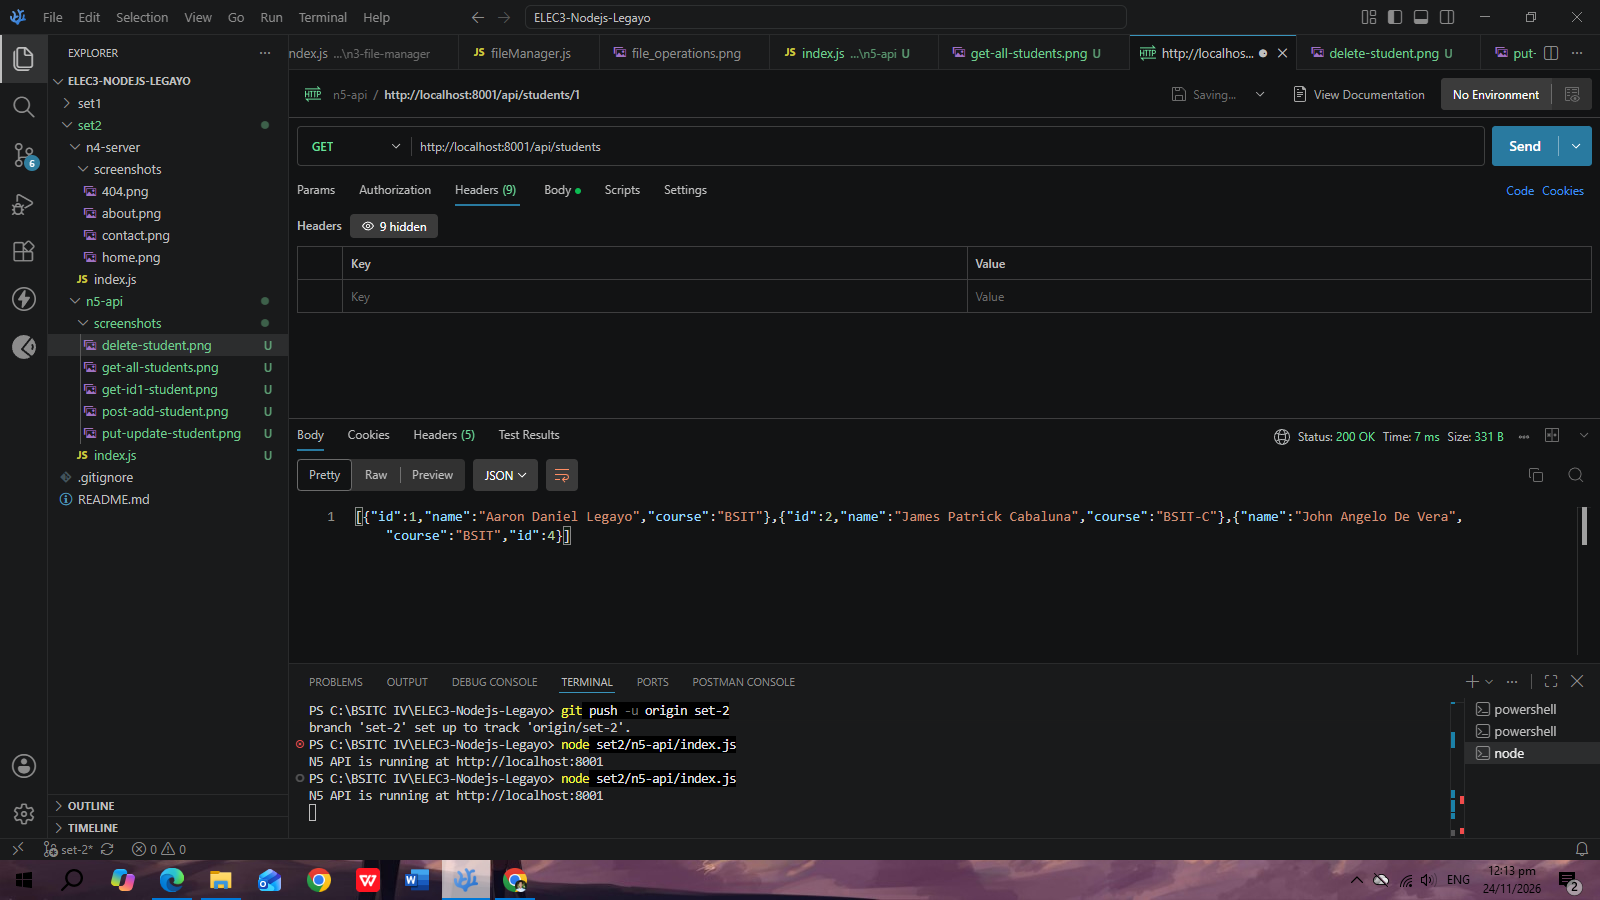 File Edit Selection View Go Run Terminal Help
ELEC3-Nodejs-Legayo
EXPLORER
ELEC3-NODEJS-LEGAYO
set1
set2
n4-server
screenshots
404.png
about.png
contact.png
home.png
JS index.js
n5-api
screenshots
delete-student.png U
get-all-students.png U
get-id1-student.png U
post-add-student.png U
put-update-student.png U
JS index.js U
.gitignore
README.md
OUTLINE
TIMELINE
6
index.js ...\n3-file-manager
JS fileManager.js
file_operations.png
JS index.js ...\n5-api U
get-all-students.png U
HTTP http://localhos...
delete-student.png U
put-
HTTP n5-api / http://localhost:8001/api/students/1
Saving...
View Documentation
No Environment
GET http://localhost:8001/api/students
Send
Params Authorization Headers (9) Body Scripts Settings
Code Cookies
Headers 9 hidden
Key Value
Key Value
Body Cookies Headers (5) Test Results
Status: 200 OK Time: 7 ms Size: 331 B
Pretty Raw Preview JSON
1 [{"id":1,"name":"Aaron Daniel Legayo","course":"BSIT"},{"id":2,"name":"James Patrick Cabaluna","course":"BSIT-C"},{"name":"John Angelo De Vera",
"course":"BSIT","id":4}]
PROBLEMS OUTPUT DEBUG CONSOLE TERMINAL PORTS POSTMAN CONSOLE
PS C:\BSITC IV\ELEC3-Nodejs-Legayo> git push -u origin set-2
branch 'set-2' set up to track 'origin/set-2'.
PS C:\BSITC IV\ELEC3-Nodejs-Legayo> node set2/n5-api/index.js
N5 API is running at http://localhost:8001
PS C:\BSITC IV\ELEC3-Nodejs-Legayo> node set2/n5-api/index.js
N5 API is running at http://localhost:8001
powershell
powershell
node
set-2* 0 0
W
W
ENG
12:13 pm
24/11/2026
2